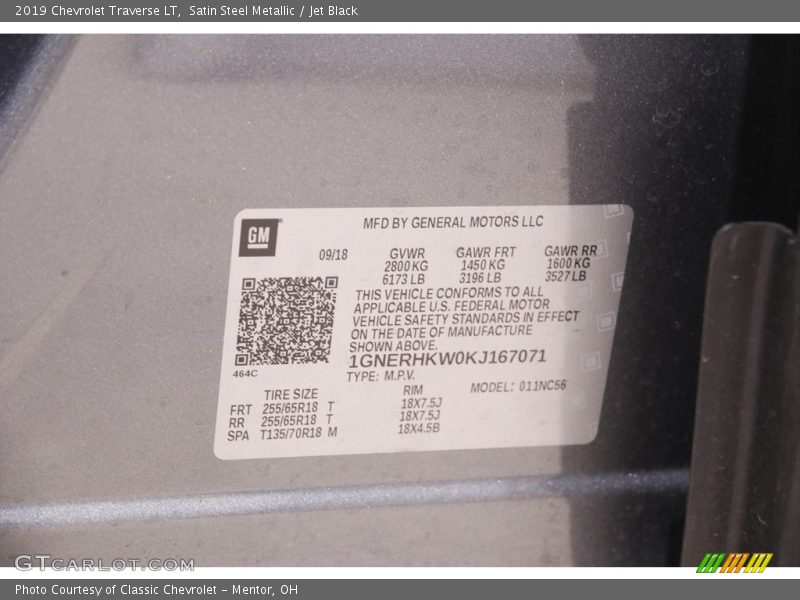 2019 Chevrolet Traverse LT, Satin Steel Metallic / Jet Black
GM
MFD BY GENERAL MOTORS LLC
09/18
GVWR GAWR FRT GAWR RR
2800 KG 1450 KG 1600 KG
6173 LB 3196 LB 3527 LB
THIS VEHICLE CONFORMS TO ALL
APPLICABLE U.S. FEDERAL MOTOR
VEHICLE SAFETY STANDARDS IN EFFECT
ON THE DATE OF MANUFACTURE
SHOWN ABOVE.
1GNERHKW0KJ167071
464C
TYPE: M.P.V.
MODEL: 011NC56
TIRE SIZE RIM
FRT 255/65R18 T 18X7.5J
RR 255/65R18 T 18X7.5J
SPA T135/70R18 M 18X4.5B
GTCARLOT.COM
Photo Courtesy of Classic Chevrolet - Mentor, OH